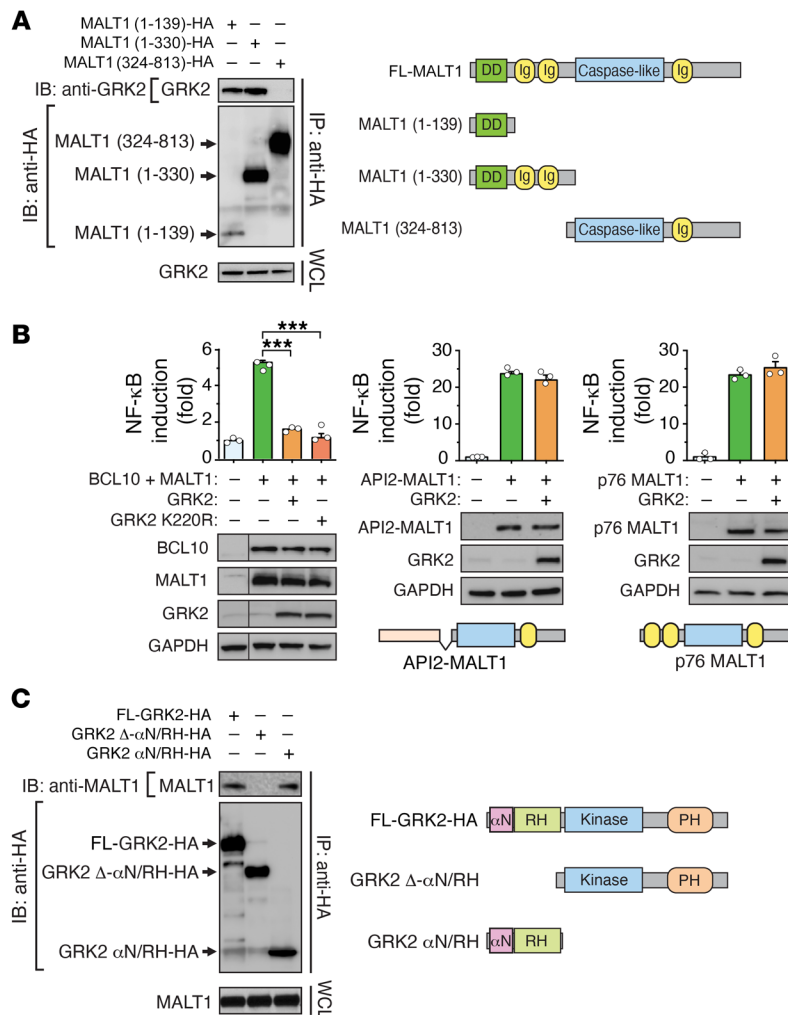 A
MALT1 (1-139)-HA + – –
MALT1 (1-330)-HA – + –
MALT1 (324-813)-HA – – +
IB: anti-GRK2 [ GRK2
IB: anti-HA
MALT1 (324-813)
MALT1 (1-330)
MALT1 (1-139)
IP: anti-HA
GRK2
WCL
FL-MALT1 DD Ig Ig Caspase-like Ig
MALT1 (1-139) DD
MALT1 (1-330) DD Ig Ig
MALT1 (324-813) Caspase-like Ig
B
NF-κB induction (fold)
6
4
2
0
***
***
BCL10 + MALT1: – + + +
GRK2: – – + –
GRK2 K220R: – – – +
BCL10
MALT1
GRK2
GAPDH
NF-κB induction (fold)
30
20
10
0
API2-MALT1: – + +
GRK2: – – +
API2-MALT1
GRK2
GAPDH
API2-MALT1
NF-κB induction (fold)
30
20
10
0
p76 MALT1: – + +
GRK2: – – +
p76 MALT1
GRK2
GAPDH
p76 MALT1
C
FL-GRK2-HA + – –
GRK2 Δ-αN/RH-HA – + –
GRK2 αN/RH-HA – – +
IB: anti-MALT1 [ MALT1
IB: anti-HA
FL-GRK2-HA
GRK2 Δ-αN/RH-HA
GRK2 αN/RH-HA
IP: anti-HA
MALT1
WCL
FL-GRK2-HA αN RH Kinase PH
GRK2 Δ-αN/RH Kinase PH
GRK2 αN/RH αN RH